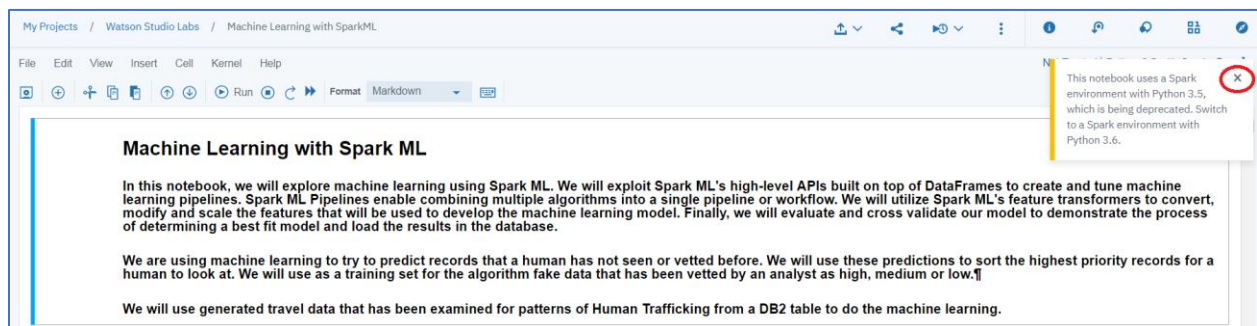 My Projects / Watson Studio Labs / Machine Learning with SparkML
File Edit View Insert Cell Kernel Help
Run Format Markdown
This notebook uses a Spark
environment with Python 3.5,
which is being deprecated. Switch
to a Spark environment with
Python 3.6.
Machine Learning with Spark ML
In this notebook, we will explore machine learning using Spark ML. We will exploit Spark ML's high-level APIs built on top of DataFrames to create and tune machine
learning pipelines. Spark ML Pipelines enable combining multiple algorithms into a single pipeline or workflow. We will utilize Spark ML's feature transformers to convert,
modify and scale the features that will be used to develop the machine learning model. Finally, we will evaluate and cross validate our model to demonstrate the process
of determining a best fit model and load the results in the database.
We are using machine learning to try to predict records that a human has not seen or vetted before. We will use these predictions to sort the highest priority records for a
human to look at. We will use as a training set for the algorithm fake data that has been vetted by an analyst as high, medium or low.¶
We will use generated travel data that has been examined for patterns of Human Trafficking from a DB2 table to do the machine learning.